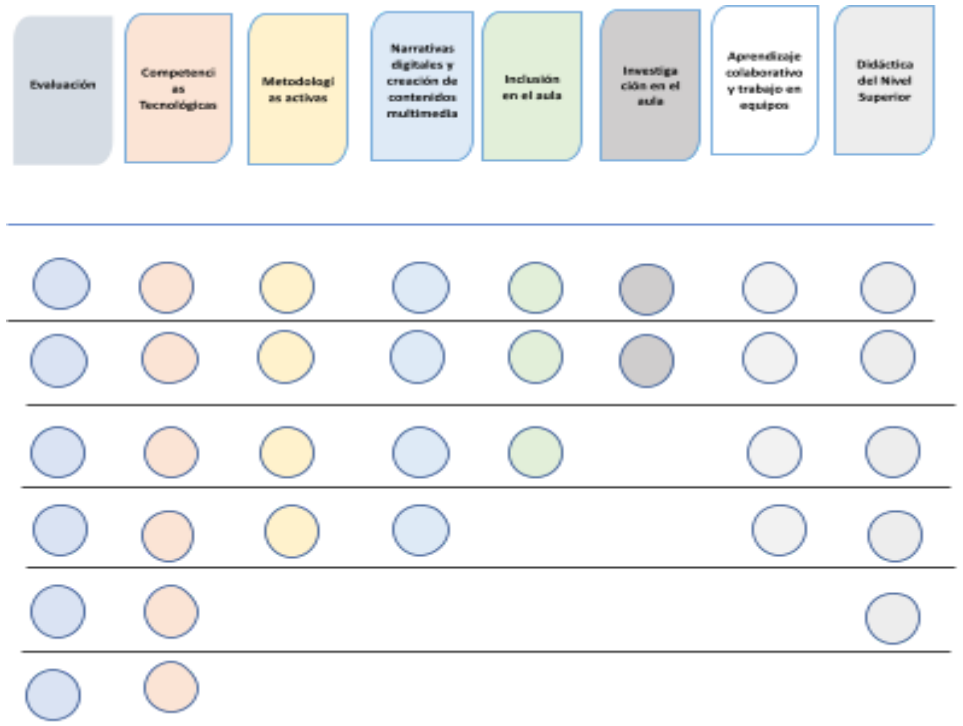 Evaluación
Competenci
as
Tecnológicas
Metodologí
as activas
Narrativas
digitales y
creación de
contenidos
multimedia
Inclusión
en el aula
Investiga
ción en el
aula
Aprendizaje
colaborativo
y trabajo en
equipos
Didáctica
del Nivel
Superior